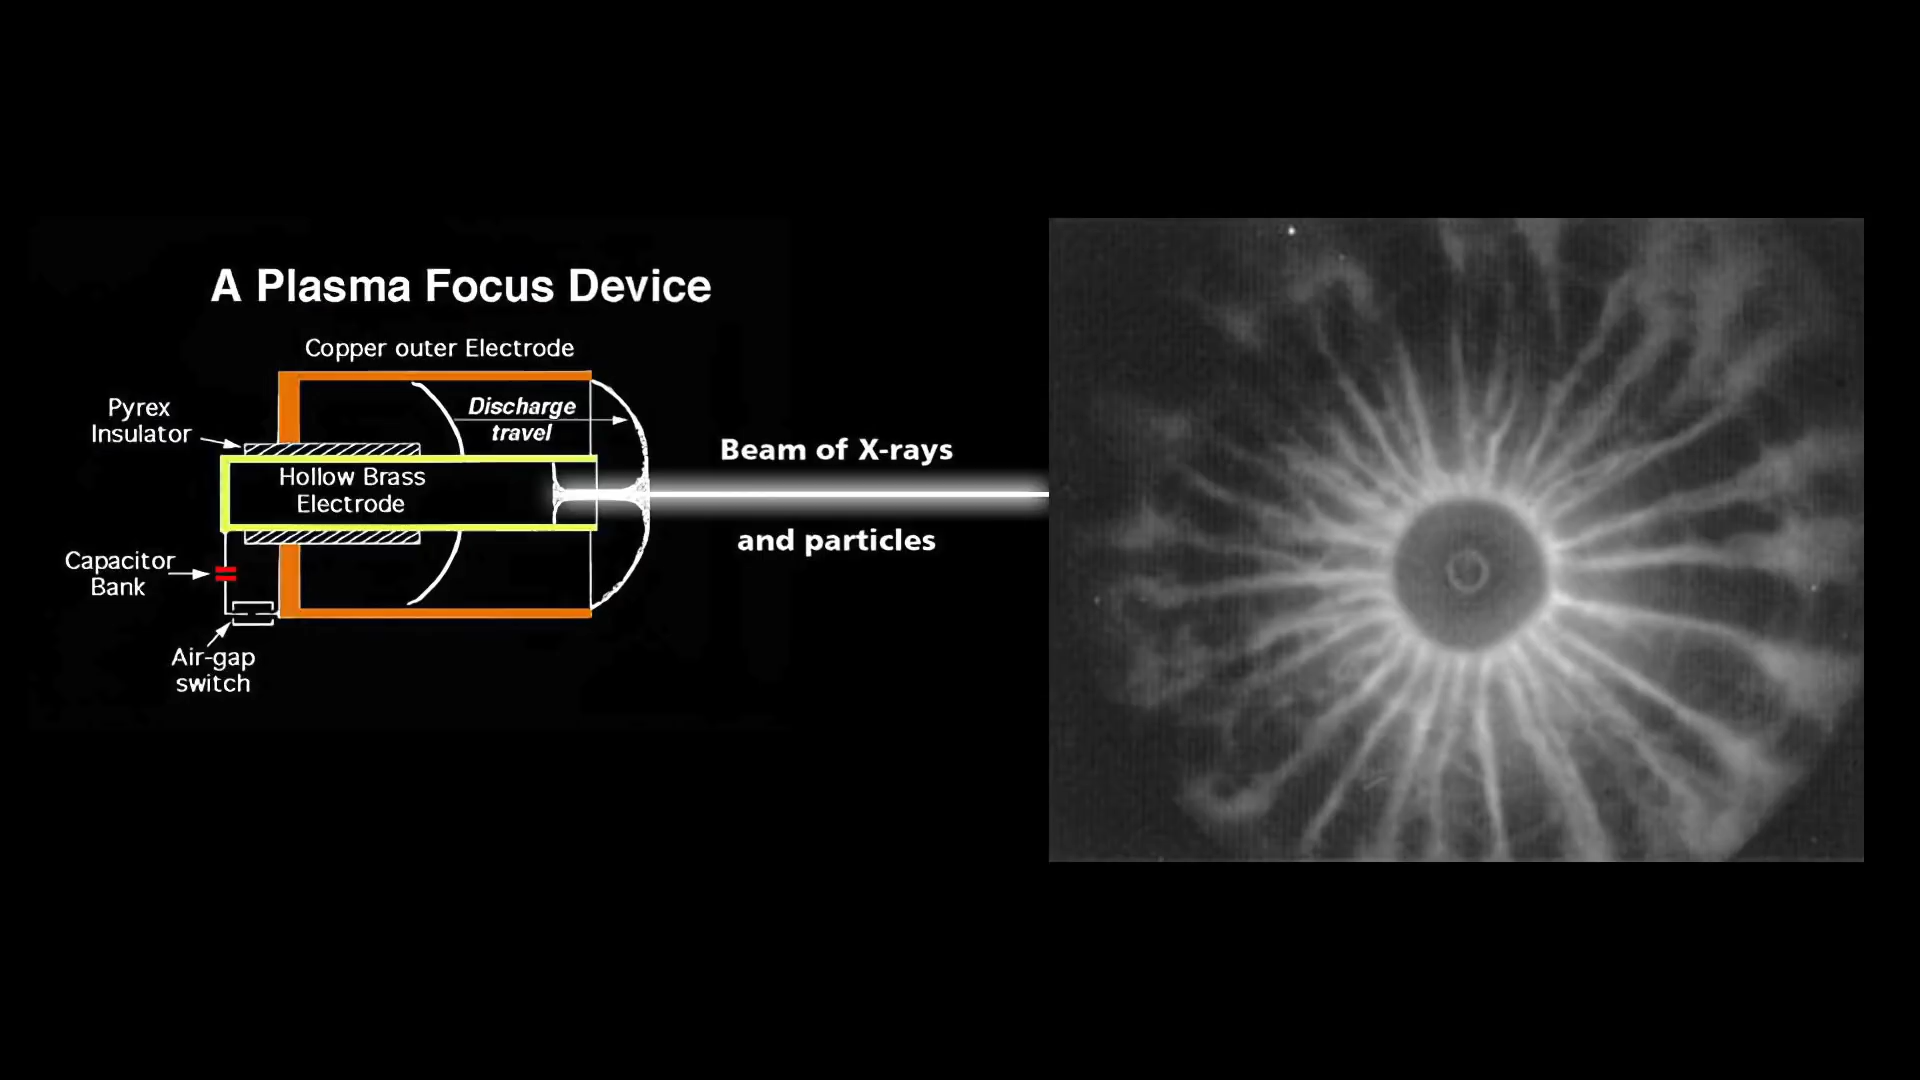 A Plasma Focus Device
Copper outer Electrode
Pyrex
Insulator
Discharge
travel
Hollow Brass
Electrode
Beam of X-rays
and particles
Capacitor
Bank
Air-gap
switch